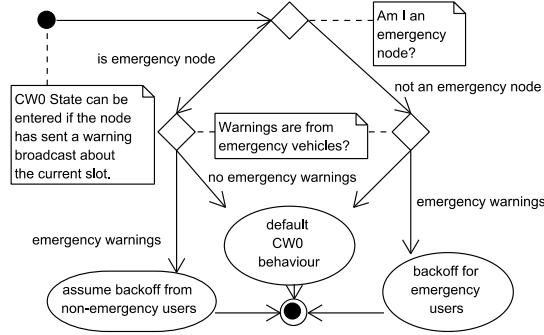 Am I an
emergency
node?
is emergency node
not an emergency node
CW0 State can be
entered if the node
has sent a warning
broadcast about
the current slot.
Warnings are from
emergency vehicles?
no emergency warnings
emergency warnings
emergency warnings
default
CW0
behaviour
assume backoff from
non-emergency users
backoff for
emergency
users